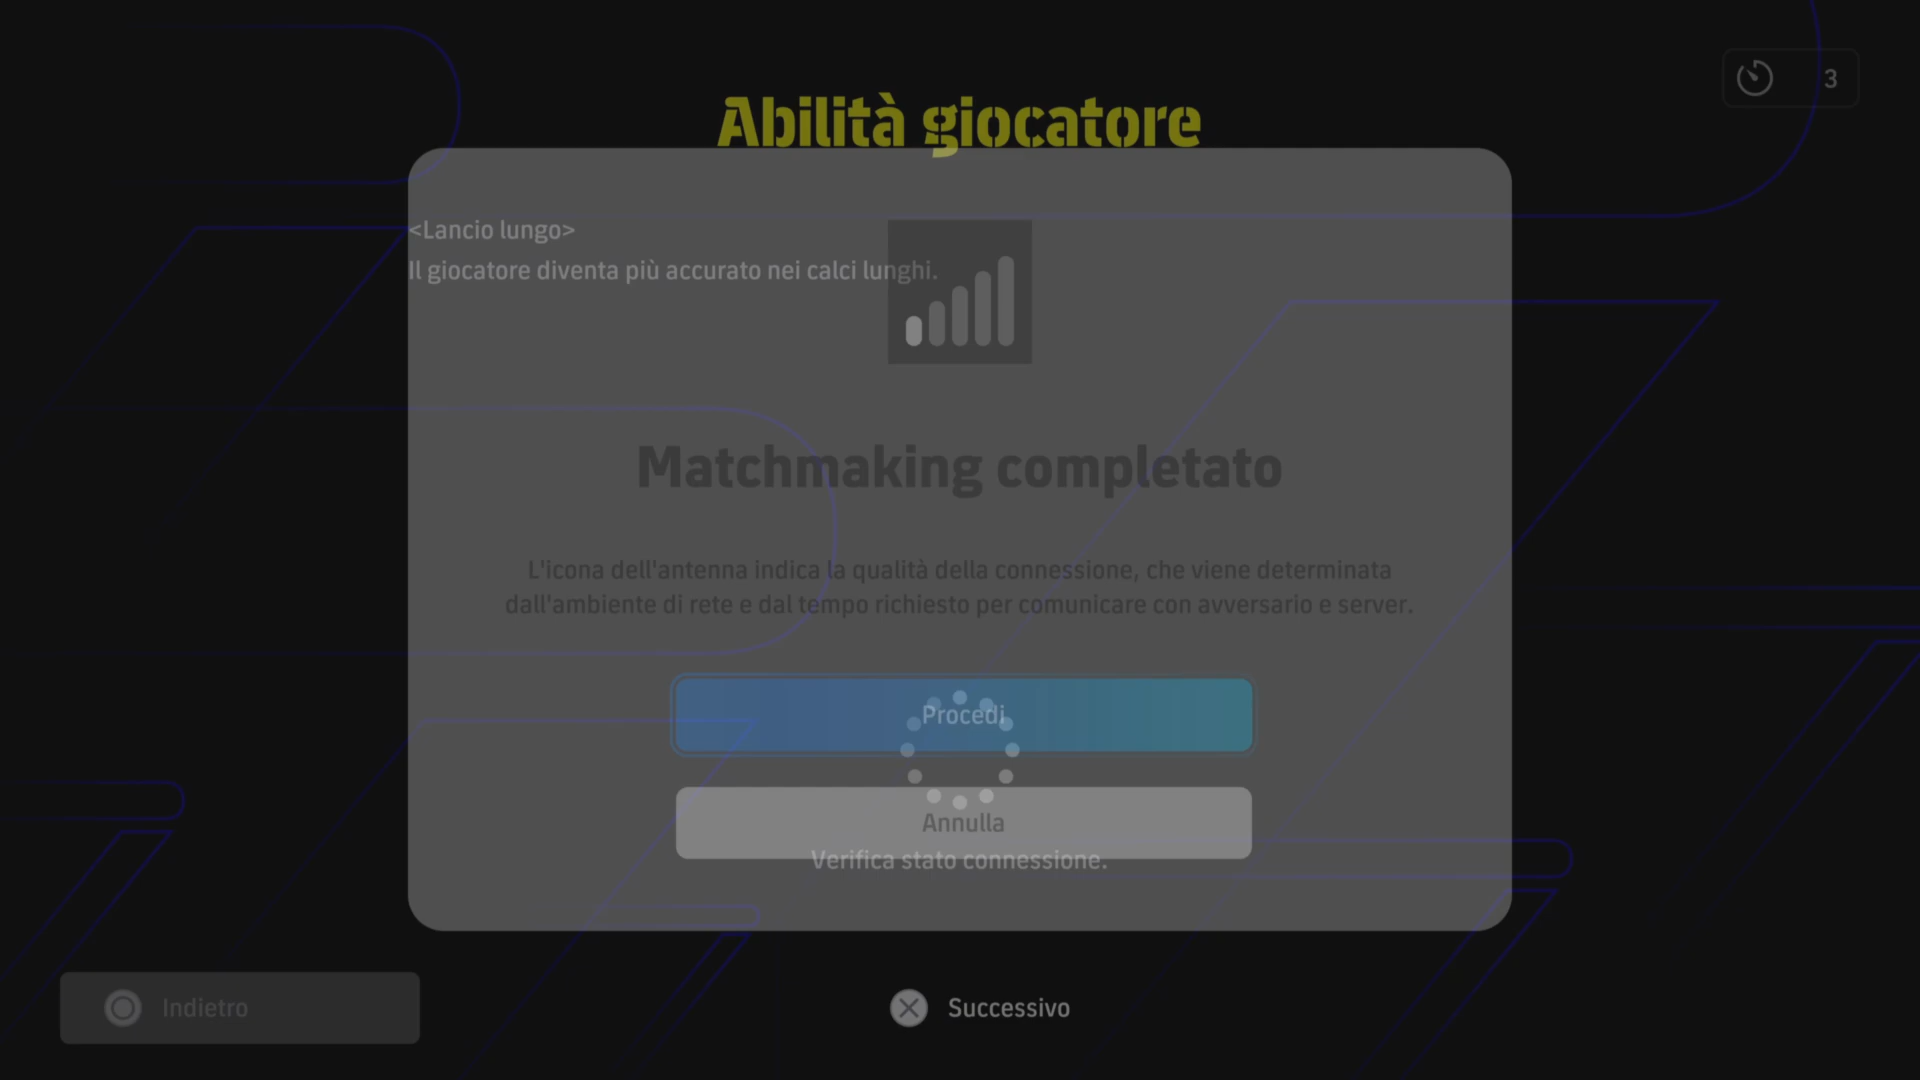 3
Abilità giocatore
<Lancio lungo>
Il giocatore diventa più accurato nei calci lunghi.
Matchmaking completato
L'icona dell'antenna indica la qualità della connessione, che viene determinata
dall'ambiente di rete e dal tempo richiesto per comunicare con avversario e server.
Procedi
Annulla
Verifica stato connessione.
Indietro
Successivo